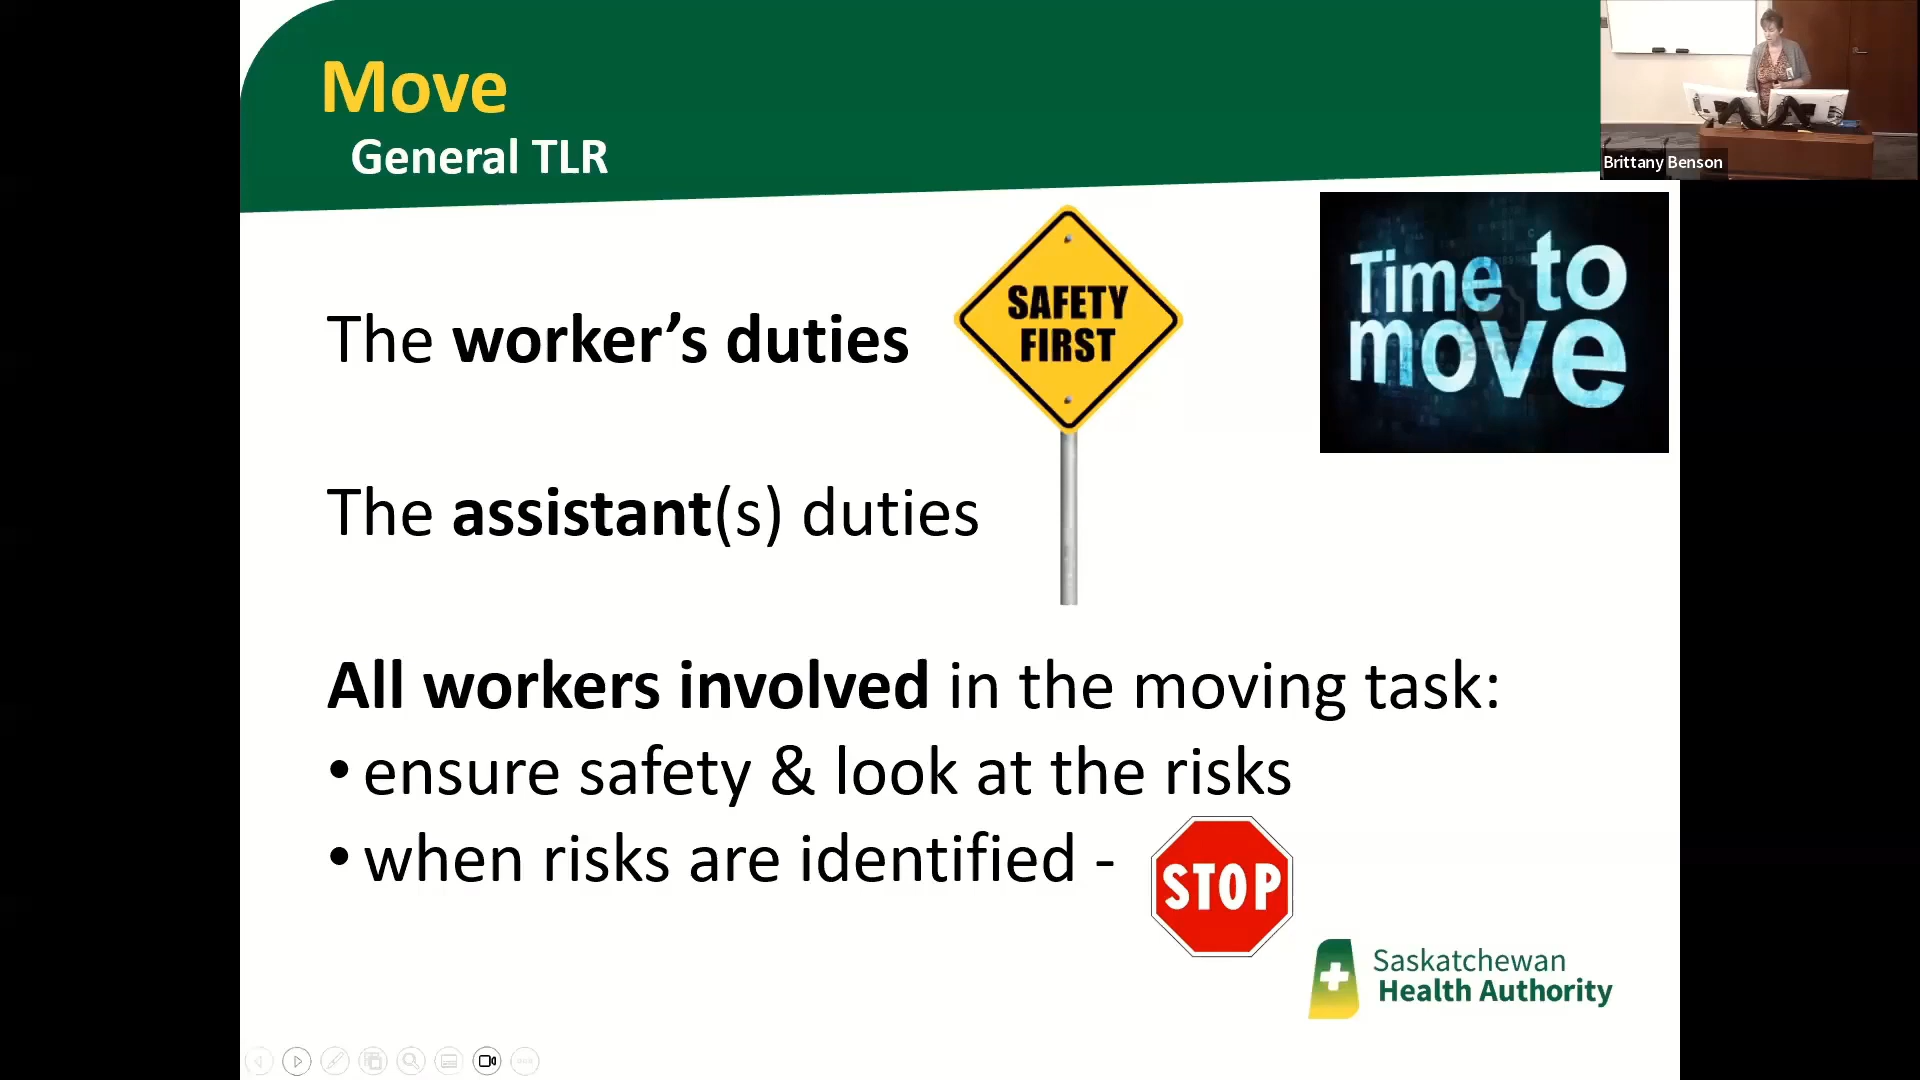 Move
General TLR
Brittany Benson
SAFETY
FIRST
Time to
move
The worker’s duties
The assistant(s) duties
All workers involved in the moving task:
• ensure safety & look at the risks
• when risks are identified -
STOP
Saskatchewan
Health Authority